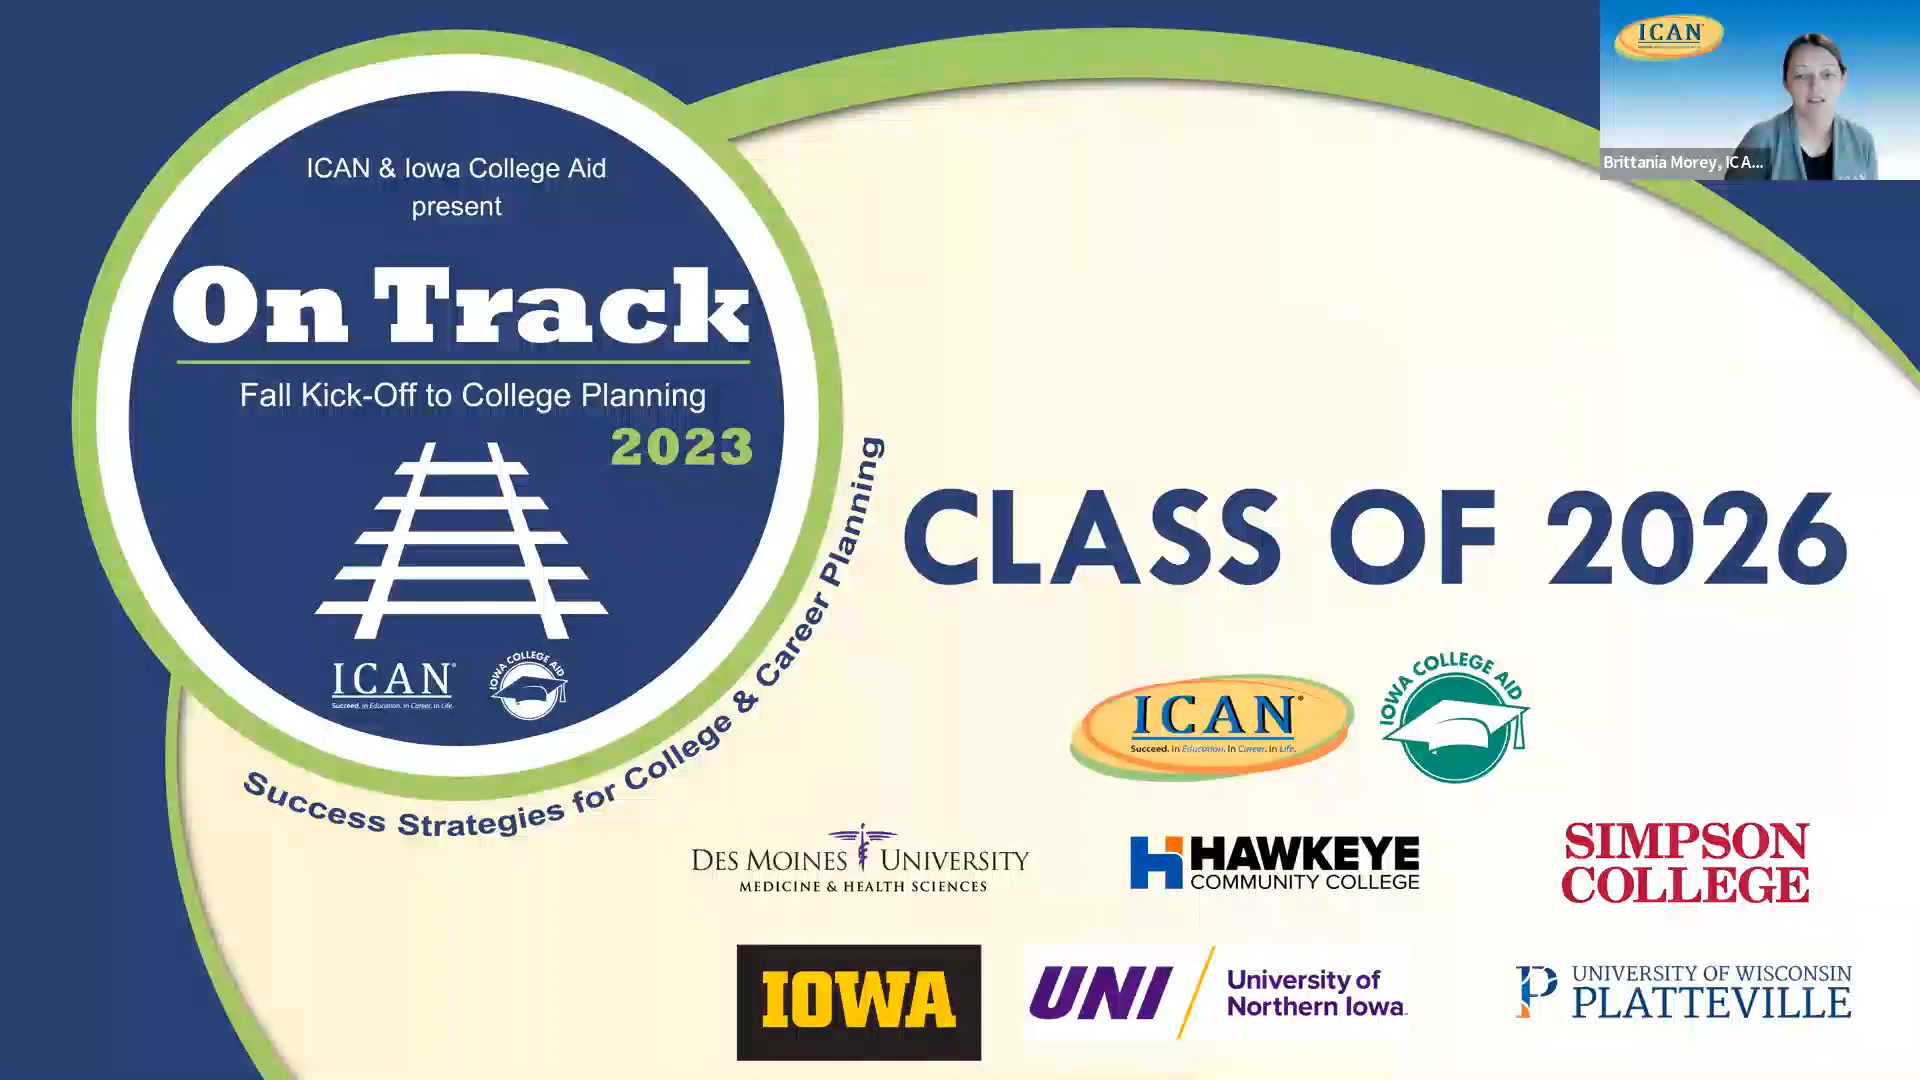 ICAN & Iowa College Aid
present
On Track
Fall Kick-Off to College Planning
2023
ICAN
Succeed. In Education. In Career. In Life.
IOWA COLLEGE AID
Success Strategies for College & Career Planning
ICAN
Brittania Morey, ICA...
CLASS OF 2026
ICAN
Succeed. In Education. In Career. In Life.
IOWA COLLEGE AID
DES MOINES UNIVERSITY
MEDICINE & HEALTH SCIENCES
HAWKEYE
COMMUNITY COLLEGE
SIMPSON
COLLEGE
IOWA
UNI
University of
Northern Iowa.
UNIVERSITY OF WISCONSIN
PLATTEVILLE